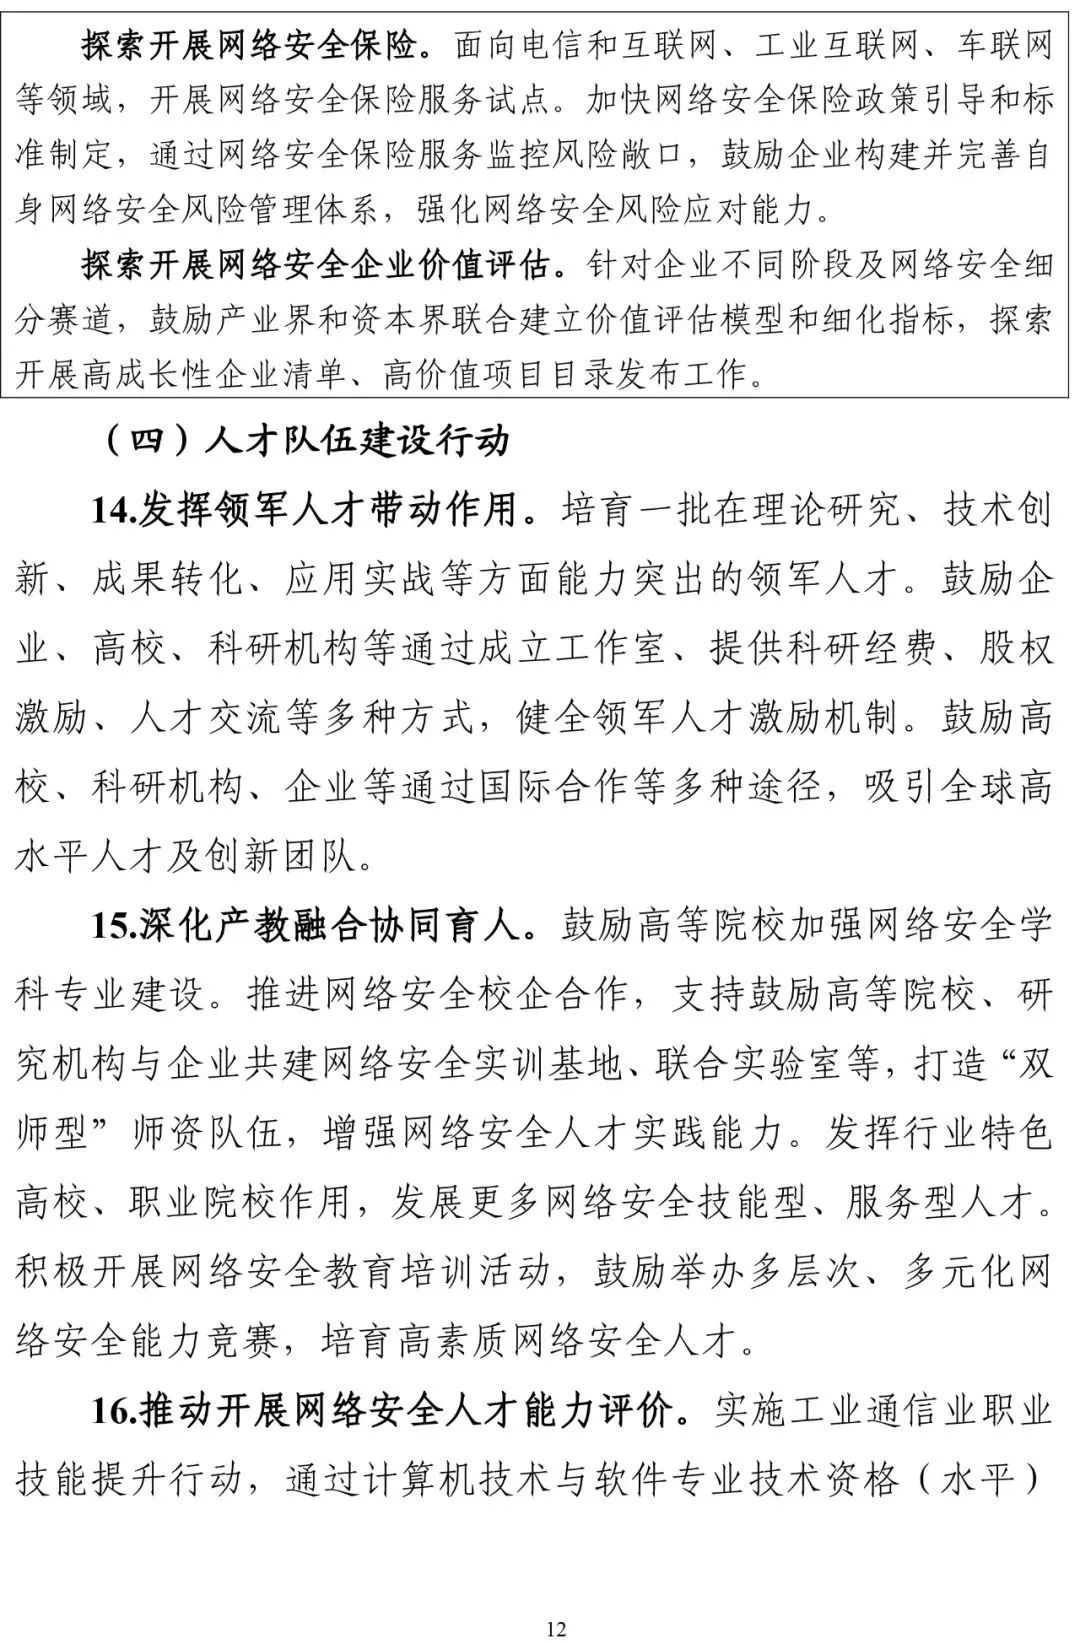 探索开展网络安全保险。面向电信和互联网、工业互联网、车联网
等领域，开展网络安全保险服务试点。加快网络安全保险政策引导和标
准制定，通过网络安全保险服务监控风险敞口，鼓励企业构建并完善自
身网络安全风险管理体系，强化网络安全风险应对能力。
探索开展网络安全企业价值评估。针对企业不同阶段及网络安全细
分赛道，鼓励产业界和资本界联合建立价值评估模型和细化指标，探索
开展高成长性企业清单、高价值项目目录发布工作。
（四）人才队伍建设行动
14.发挥领军人才带动作用。培育一批在理论研究、技术创
新、成果转化、应用实战等方面能力突出的领军人才。鼓励企
业、高校、科研机构等通过成立工作室、提供科研经费、股权
激励、人才交流等多种方式，健全领军人才激励机制。鼓励高
校、科研机构、企业等通过国际合作等多种途径，吸引全球高
水平人才及创新团队。
15.深化产教融合协同育人。鼓励高等院校加强网络安全学
科专业建设。推进网络安全校企合作，支持鼓励高等院校、研
究机构与企业共建网络安全实训基地、联合实验室等，打造“双
师型”师资队伍，增强网络安全人才实践能力。发挥行业特色
高校、职业院校作用，发展更多网络安全技能型、服务型人才。
积极开展网络安全教育培训活动，鼓励举办多层次、多元化网
络安全能力竞赛，培育高素质网络安全人才。
16.推动开展网络安全人才能力评价。实施工业通信业职业
技能提升行动，通过计算机技术与软件专业技术资格（水平）
12